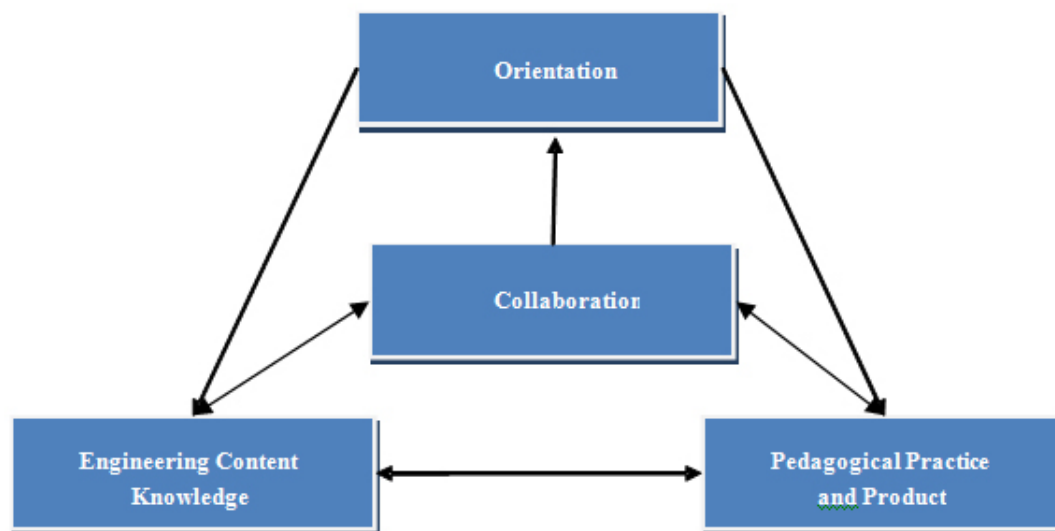 Orientation
Collaboration
Engineering Content
Knowledge
Pedagogical Practice
and Product